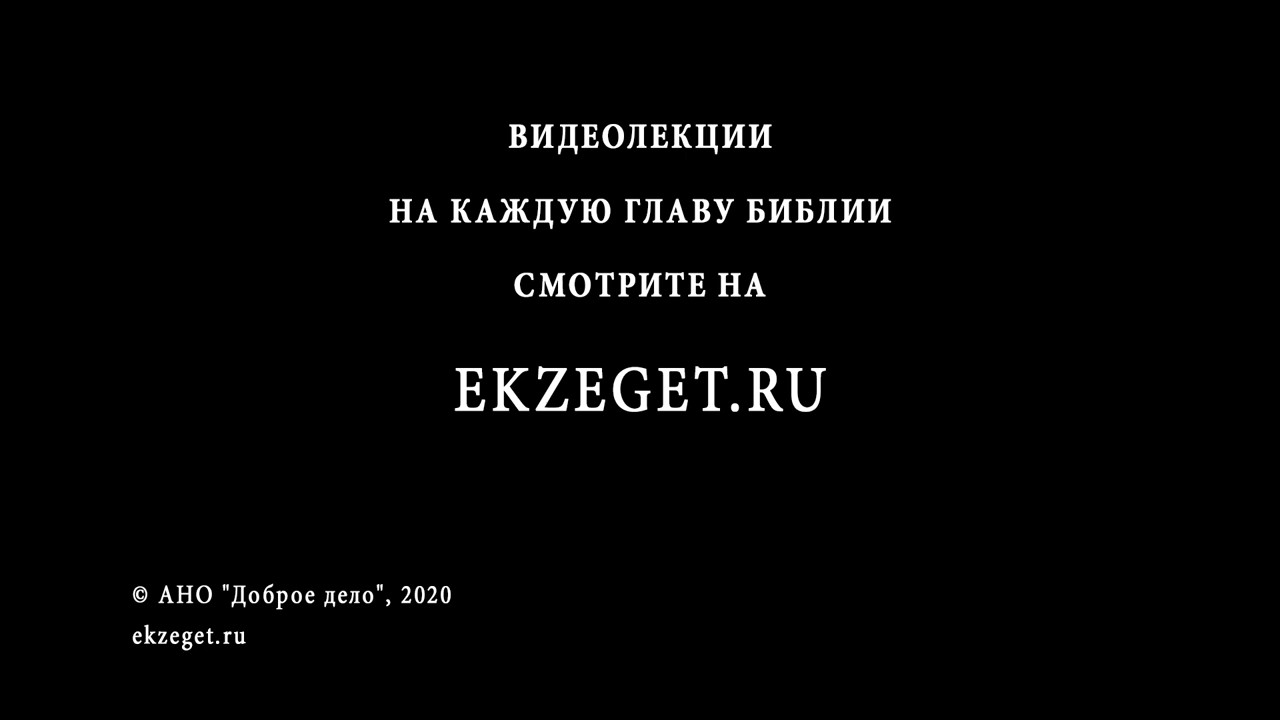 ВИДЕОЛЕКЦИИ
НА КАЖДУЮ ГЛАВУ БИБЛИИ
СМОТРИТЕ НА
EKZEGET.RU
© АНО "Доброе дело", 2020
ekzeget.ru